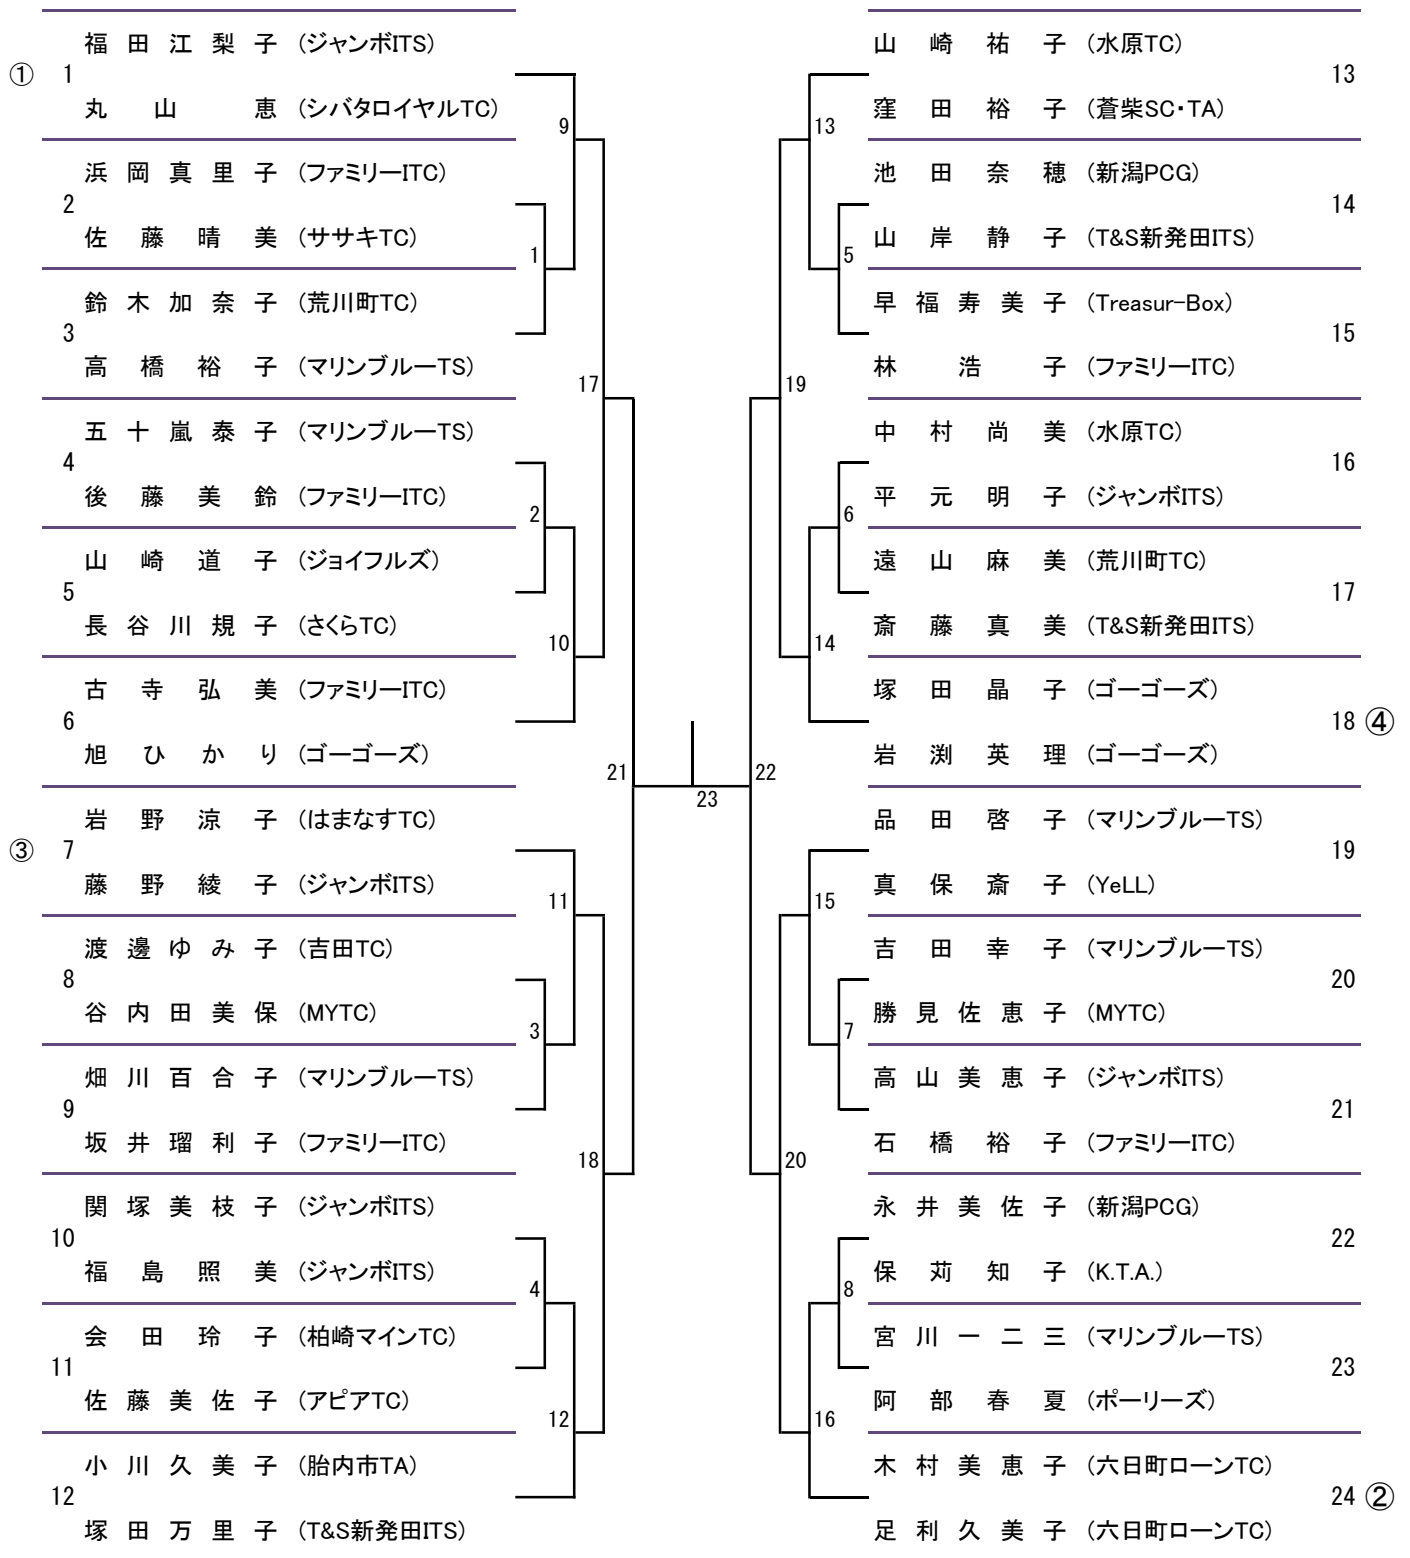 福田江梨子 (ジャンボITS)
① 1
丸山 恵 (シバタロイヤルTC)
9
浜岡真里子 (ファミリーITC)
2
佐藤晴美 (ササキTC)
1
鈴木加奈子 (荒川町TC)
3
高橋裕子 (マリンブルーTS)
17
五十嵐泰子 (マリンブルーTS)
4
後藤美鈴 (ファミリーITC)
2
山崎道子 (ジョイフルズ)
5
長谷川規子 (さくらTC)
10
古寺弘美 (ファミリーITC)
6
旭ひかり (ゴーゴーズ)
21
岩野涼子 (はまなすTC)
③ 7
藤野綾子 (ジャンボITS)
11
渡邊ゆみ子 (吉田TC)
8
谷内田美保 (MYTC)
3
畑川百合子 (マリンブルーTS)
9
坂井瑠利子 (ファミリーITC)
18
関塚美枝子 (ジャンボITS)
10
福島照美 (ジャンボITS)
4
会田玲子 (柏崎マインTC)
11
佐藤美佐子 (アピアTC)
12
小川久美子 (胎内市TA)
12
塚田万里子 (T&S新発田ITS)
23
山崎祐子 (水原TC)
13
窪田裕子 (蒼柴SC・TA)
13
池田奈穂 (新潟PCG)
14
山岸静子 (T&S新発田ITS)
5
早福寿美子 (Treasur-Box)
15
林浩子 (ファミリーITC)
19
中村尚美 (水原TC)
16
平元明子 (ジャンボITS)
6
遠山麻美 (荒川町TC)
17
斎藤真美 (T&S新発田ITS)
14
塚田晶子 (ゴーゴーズ)
18 ④
岩渕英理 (ゴーゴーズ)
22
品田啓子 (マリンブルーTS)
19
真保斎子 (YeLL)
15
吉田幸子 (マリンブルーTS)
20
勝見佐恵子 (MYTC)
7
高山美恵子 (ジャンボITS)
21
石橋裕子 (ファミリーITC)
20
永井美佐子 (新潟PCG)
22
保苅知子 (K.T.A.)
8
宮川一二三 (マリンブルーTS)
23
阿部春夏 (ポーリーズ)
16
木村美恵子 (六日町ローンTC)
24 ②
足利久美子 (六日町ローンTC)